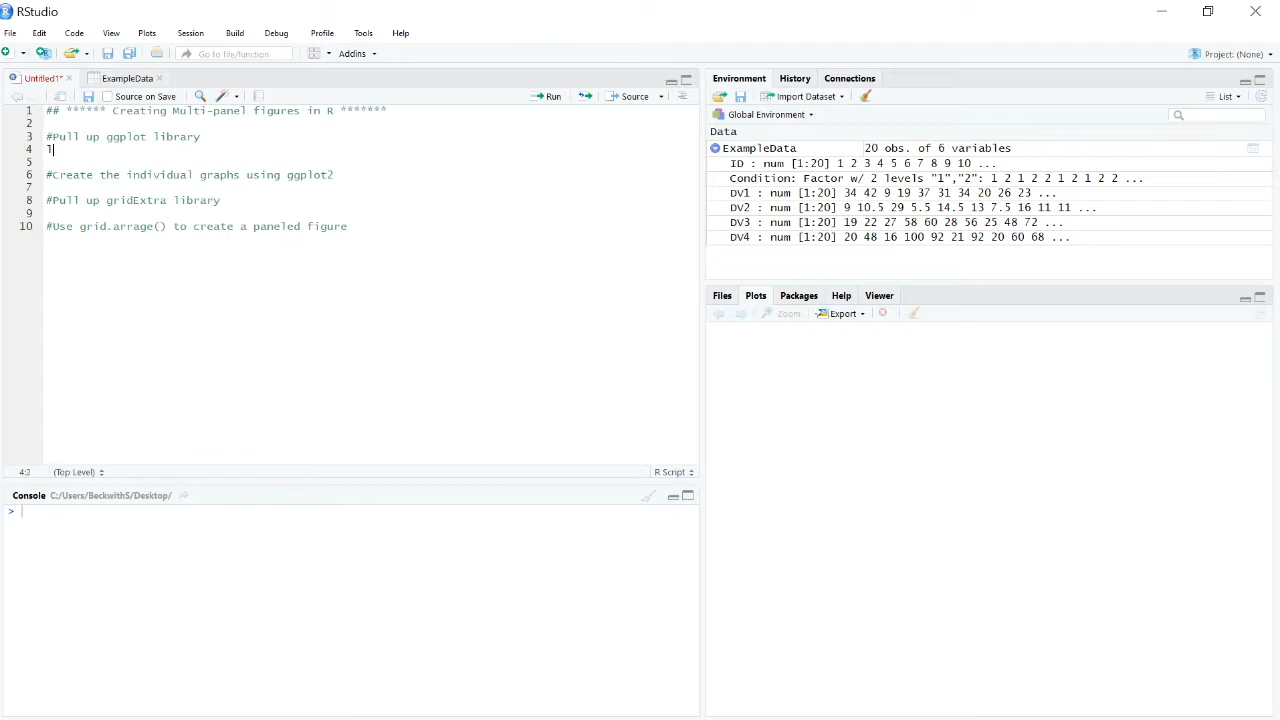 RStudio
File Edit Code View Plots Session Build Debug Profile Tools Help
Go to file/function Addins Project: (None)
Untitled1* ExampleData
Source on Save Run Source
1 ## ****** Creating Multi-panel figures in R *******
2
3 #Pull up ggplot library
4 l
5
6 #Create the individual graphs using ggplot2
7
8 #Pull up gridExtra library
9
10 #Use grid.arrage() to create a paneled figure
4:2 (Top Level) R Script
Console C:/Users/BeckwithS/Desktop/
>
Environment History Connections
Import Dataset List
Global Environment
Data
ExampleData 20 obs. of 6 variables
ID : num [1:20] 1 2 3 4 5 6 7 8 9 10 ...
Condition: Factor w/ 2 levels "1","2": 1 2 1 2 2 1 2 1 2 2 ...
DV1 : num [1:20] 34 42 9 19 37 31 34 20 26 23 ...
DV2 : num [1:20] 9 10.5 29 5.5 14.5 13 7.5 16 11 11 ...
DV3 : num [1:20] 19 22 27 58 60 28 56 25 48 72 ...
DV4 : num [1:20] 20 48 16 100 92 21 92 20 60 68 ...
Files Plots Packages Help Viewer
Zoom Export